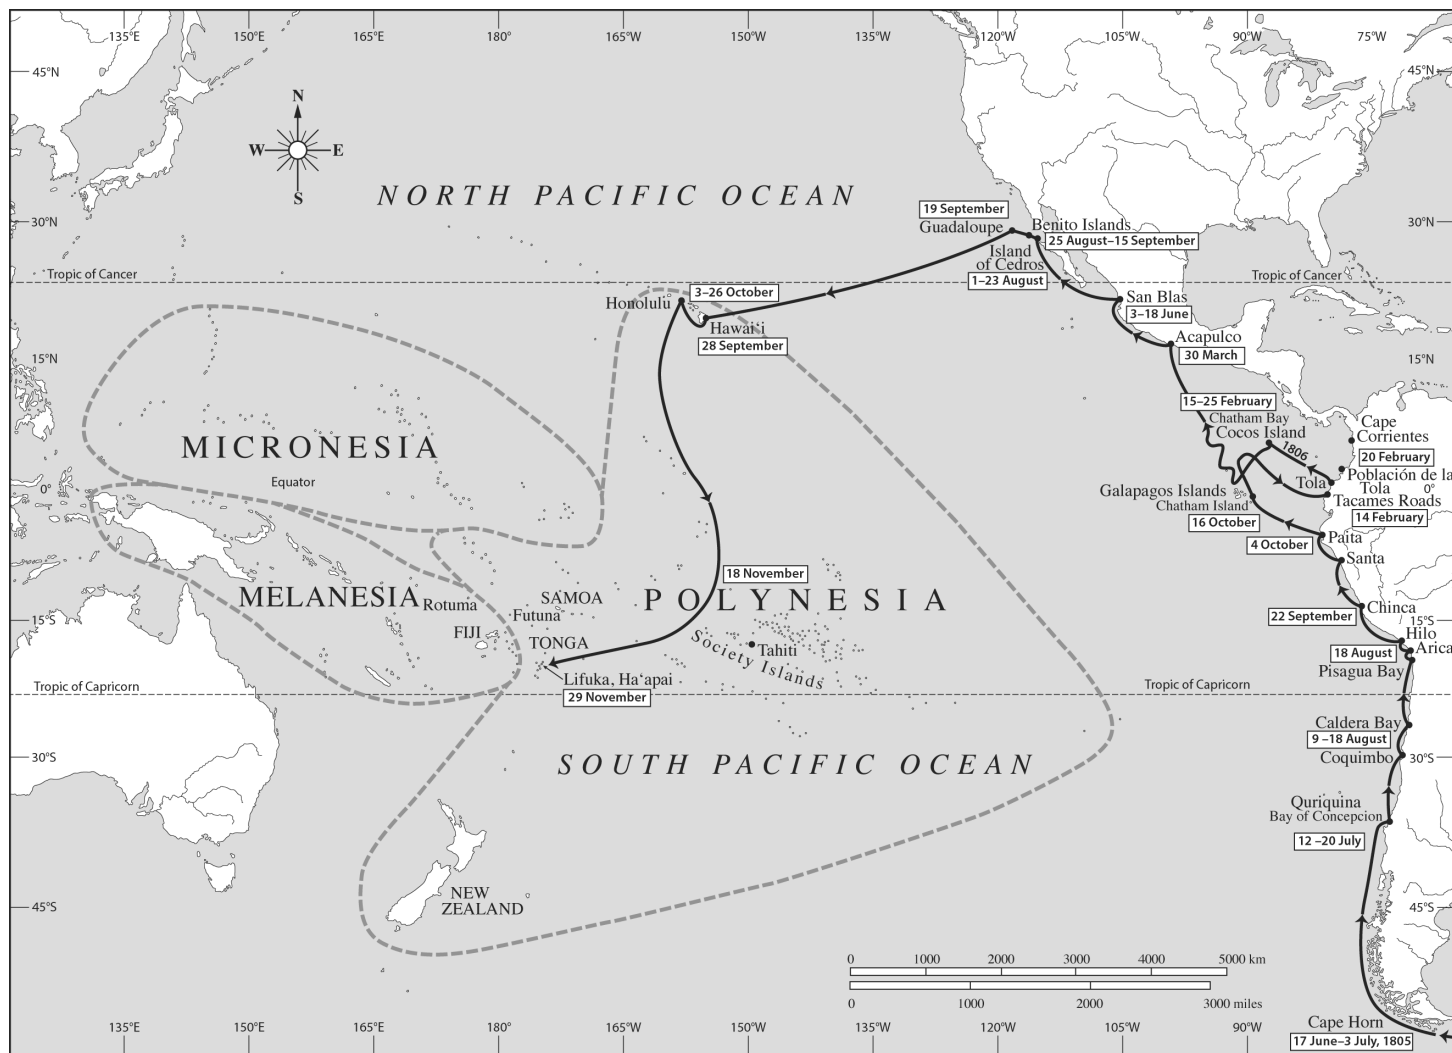 135°E 150°E 165°E 180° 165°W 150°W 135°W 120°W 105°W 90°W 75°W
45°N 45°N
N
W E
S
NORTH PACIFIC OCEAN
30°N 30°N
19 September
Guadaloupe
Benito Islands
25 August–15 September
Island
of Cedros
1–23 August
Tropic of Cancer Tropic of Cancer
Honolulu
3–26 October
Hawai‘i
28 September
San Blas
3–18 June
Acapulco
30 March
15°N 15°N
15–25 February
Chatham Bay
Cocos Island
1806
Cape
Corrientes
20 February
MICRONESIA
Equator
0° 0°
Población de la
Tola
Tola
Tacames Roads
14 February
Galapagos Islands
Chatham Island
16 October
4 October
Paita
Santa
18 November
MELANESIA
Rotuma
SAMOA
Futuna
FIJI
TONGA
POLYNESIA
Society Islands
Tahiti
Lifuka, Ha‘apai
29 November
15°S 15°S
Chinca
22 September
Hilo
18 August
Arica
Pisagua Bay
Tropic of Capricorn Tropic of Capricorn
Caldera Bay
9 –18 August
Coquimbo
30°S 30°S
SOUTH PACIFIC OCEAN
Quriquina
Bay of Concepcion
12 –20 July
NEW
ZEALAND
45°S 45°S
0 1000 2000 3000 4000 5000 km
0 1000 2000 3000 miles
Cape Horn
17 June–3 July, 1805
135°E 150°E 165°E 180° 165°W 150°W 135°W 120°W 105°W 90°W